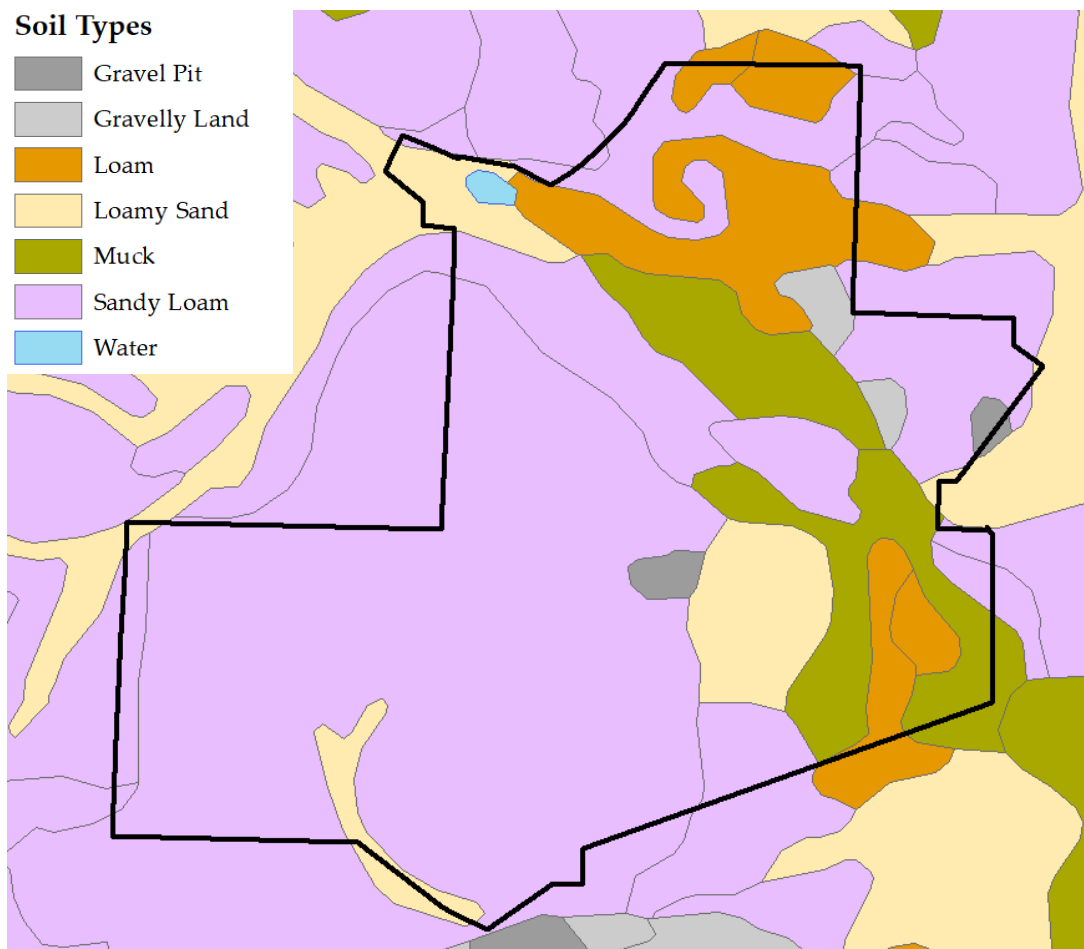 Soil Types
Gravel Pit
Gravelly Land
Loam
Loamy Sand
Muck
Sandy Loam
Water